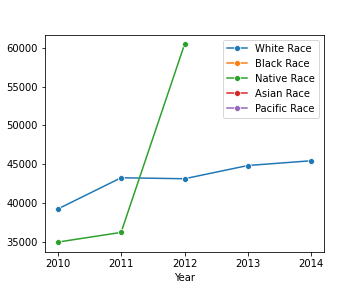 60000
55000
50000
45000
40000
35000
White Race
Black Race
Native Race
Asian Race
Pacific Race
2010 2011 2012 2013 2014
Year